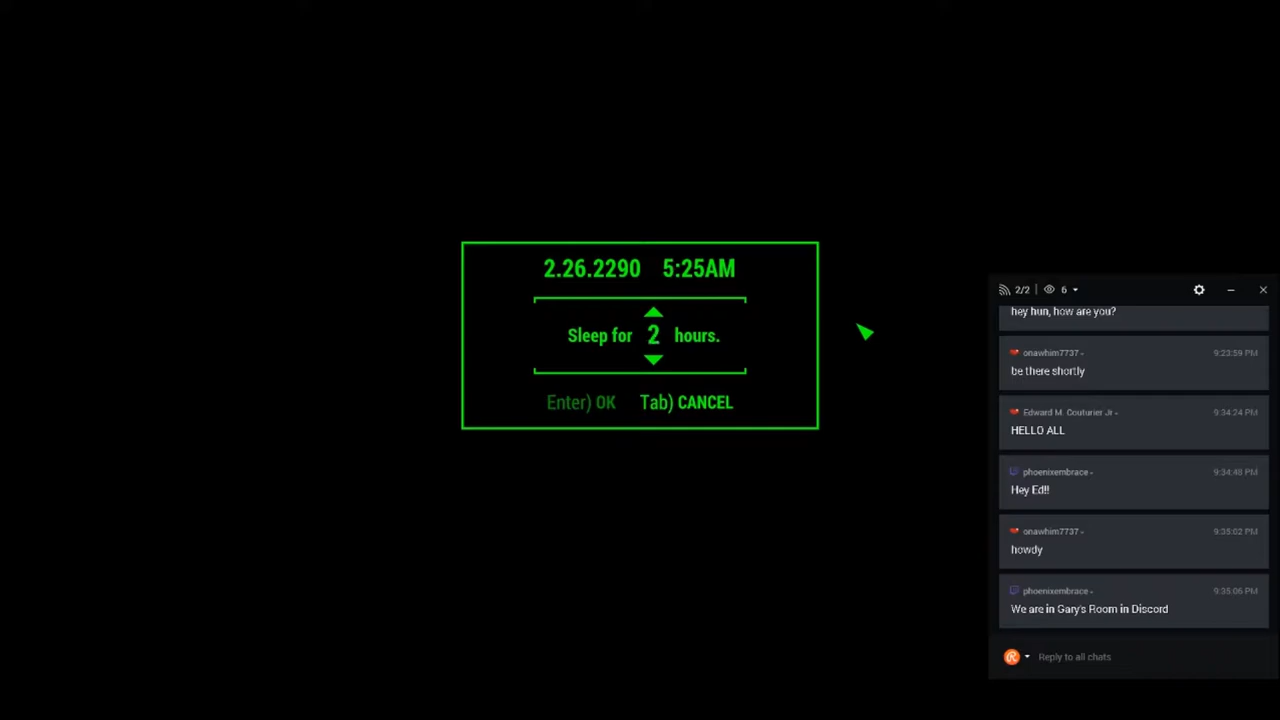 2.26.2290 5:25AM
Sleep for 2 hours.
Enter) OK Tab) CANCEL
2/2 6
hey hun, how are you?
onawhim7737 9:23:59 PM
be there shortly
Edward M. Couturier Jr 9:34:24 PM
HELLO ALL
phoenixembrace 9:34:48 PM
Hey Ed!!
onawhim7737 9:35:02 PM
howdy
phoenixembrace 9:35:06 PM
We are in Gary's Room in Discord
Reply to all chats